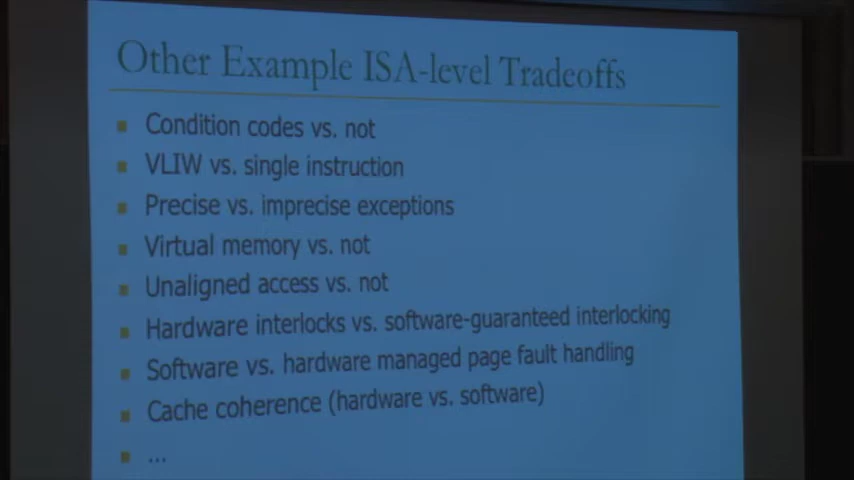 Other Example ISA-level Tradeoffs
Condition codes vs. not
VLIW vs. single instruction
Precise vs. imprecise exceptions
Virtual memory vs. not
Unaligned access vs. not
Hardware interlocks vs. software-guaranteed interlocking
Software vs. hardware managed page fault handling
Cache coherence (hardware vs. software)
...